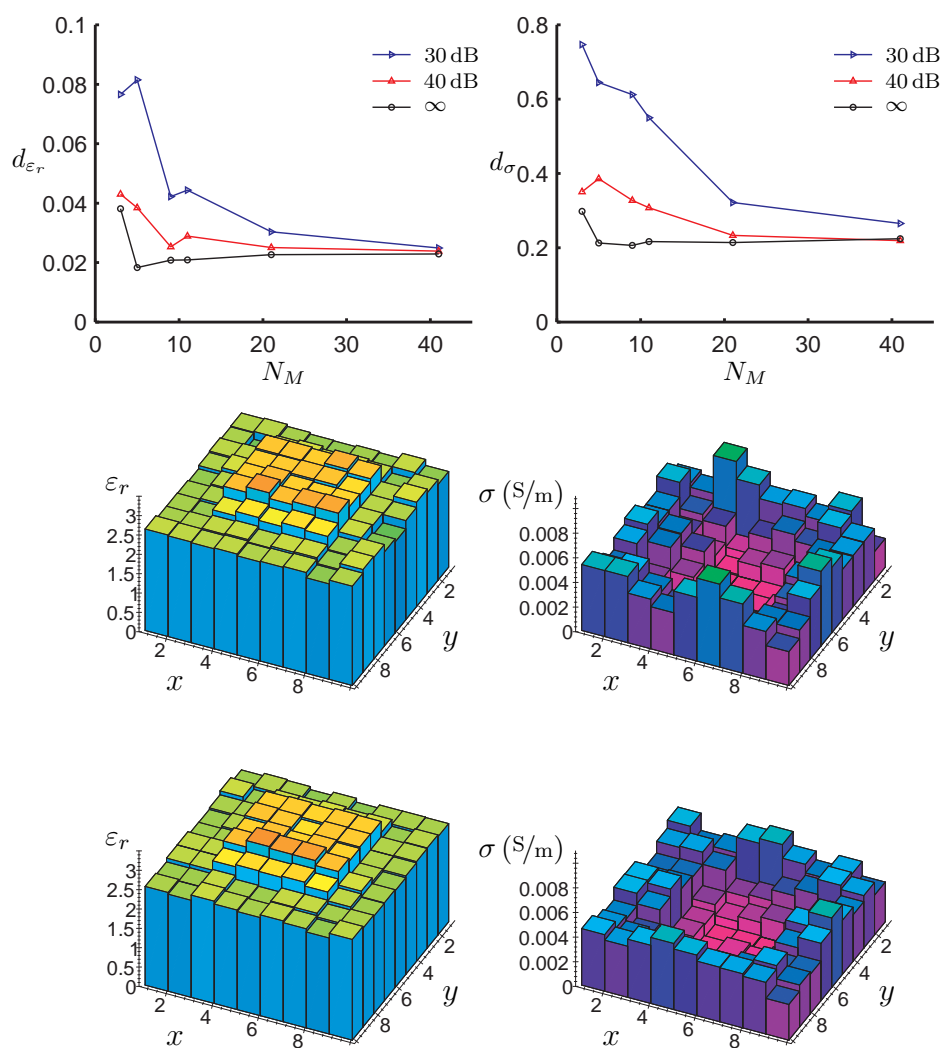 0.1
0.08
0.06
0.04
0.02
0
d_{ε_r}
30 dB
40 dB
∞
0 10 20 30 40
N_M
0.8
0.6
0.4
0.2
0
d_σ
30 dB
40 dB
∞
0 10 20 30 40
N_M
ε_r
3
2.5
2
1.5
1
0.5
0
2 4 6 8
x
2
4
6
8
y
σ (S/m)
0.008
0.006
0.004
0.002
0
2 4 6 8
x
2
4
6
8
y
ε_r
3
2.5
2
1.5
1
0.5
0
2 4 6 8
x
2
4
6
8
y
σ (S/m)
0.008
0.006
0.004
0.002
0
2 4 6 8
x
2
4
6
8
y